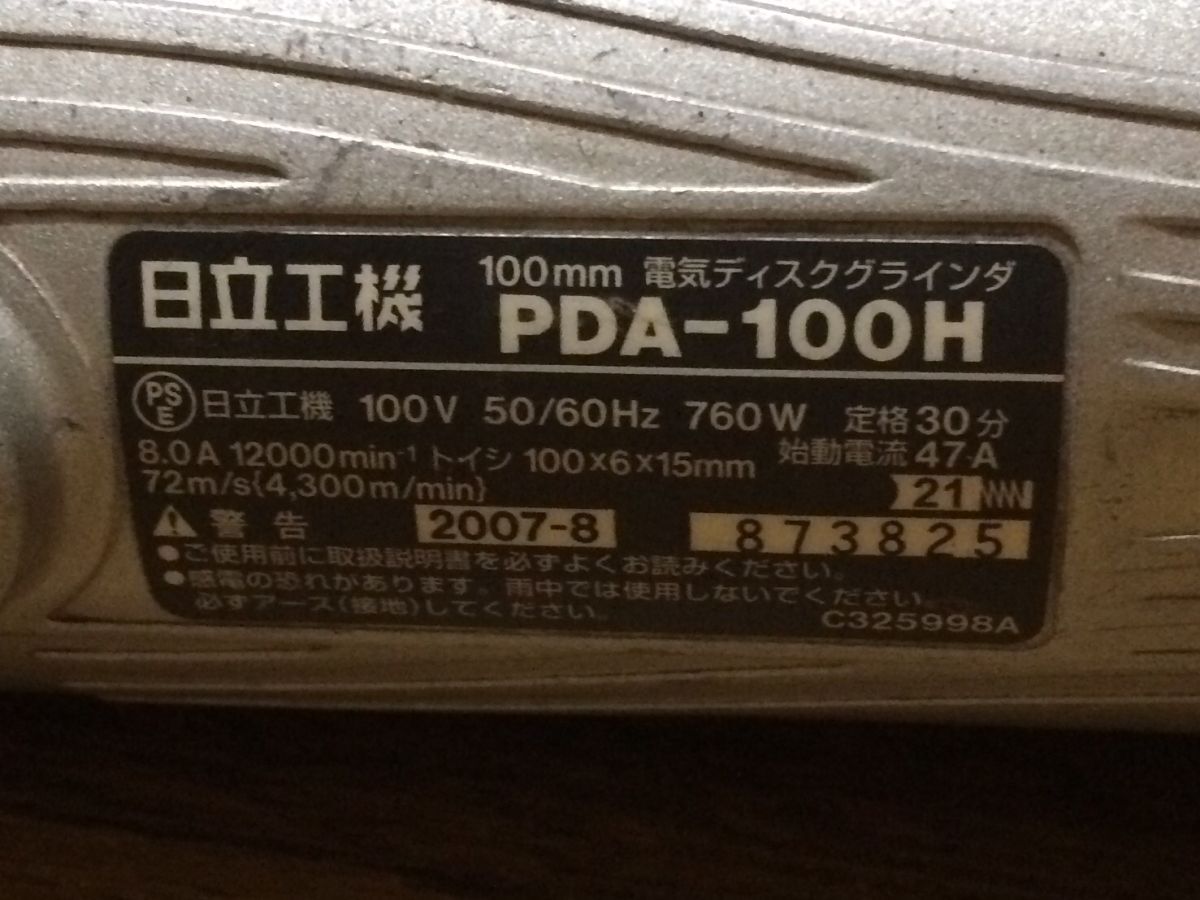 日立工機
100mm 電気ディスクグラインダ
PDA-100H
PSE 日立工機 100V 50/60Hz 760W 定格30分
8.0A 12000min⁻¹ トイシ 100×6×15mm 始動電流47A
72m/s{4,300m/min} 21
⚠警告 2007-8 873825
●ご使用前に取扱説明書を必ずよくお読みください。
●感電の恐れがあります。雨中では使用しないでください。
必ずアース(接地)してください。
C325998A